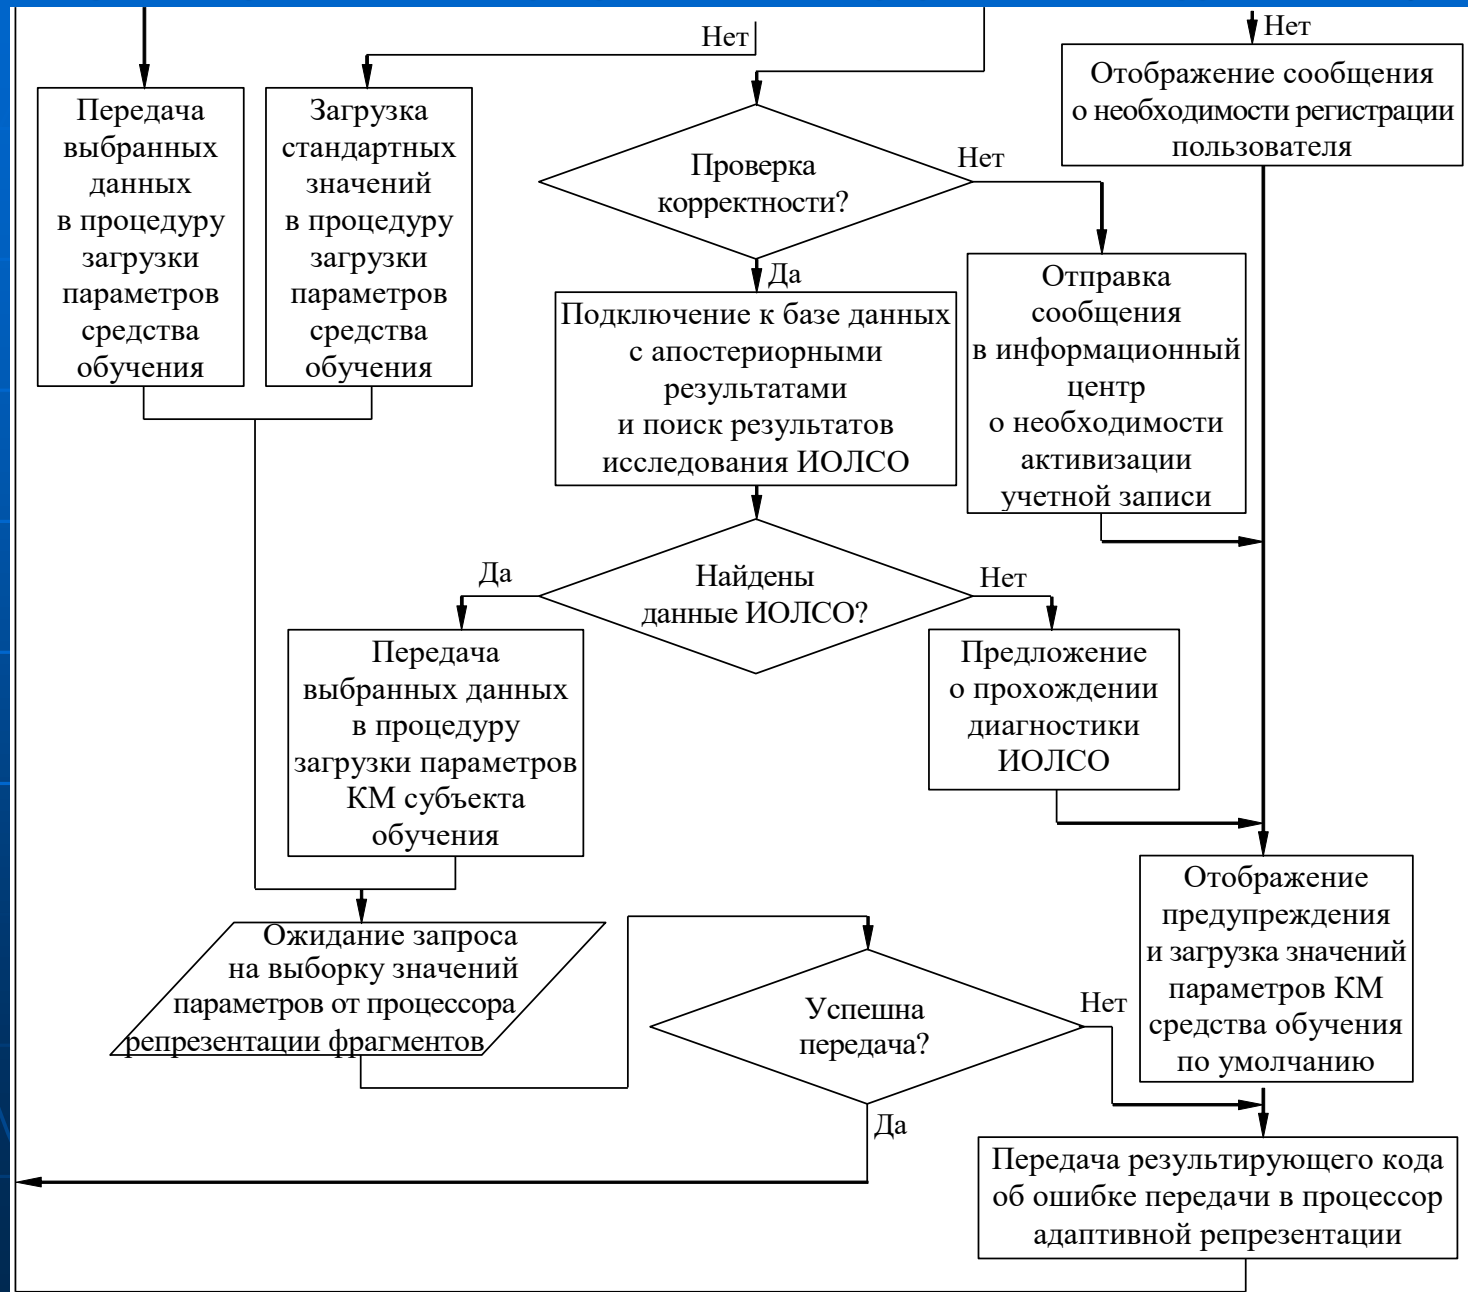 Нет
Нет
Передача
выбранных
данных
в процедуру
загрузки
параметров
средства
обучения
Загрузка
стандартных
значений
в процедуру
загрузки
параметров
средства
обучения
Проверка
корректности?
Нет
Да
Отображение сообщения
о необходимости регистрации
пользователя
Подключение к базе данных
с апостериорными
результатами
и поиск результатов
исследования ИОЛСО
Отправка
сообщения
в информационный
центр
о необходимости
активизации
учетной записи
Да
Найдены
данные ИОЛСО?
Нет
Передача
выбранных данных
в процедуру
загрузки параметров
КМ субъекта
обучения
Предложение
о прохождении
диагностики
ИОЛСО
Отображение
предупреждения
и загрузка значений
параметров КМ
средства обучения
по умолчанию
Ожидание запроса
на выборку значений
параметров от процессора
репрезентации фрагментов
Успешна
передача?
Нет
Да
Передача результирующего кода
об ошибке передачи в процессор
адаптивной репрезентации